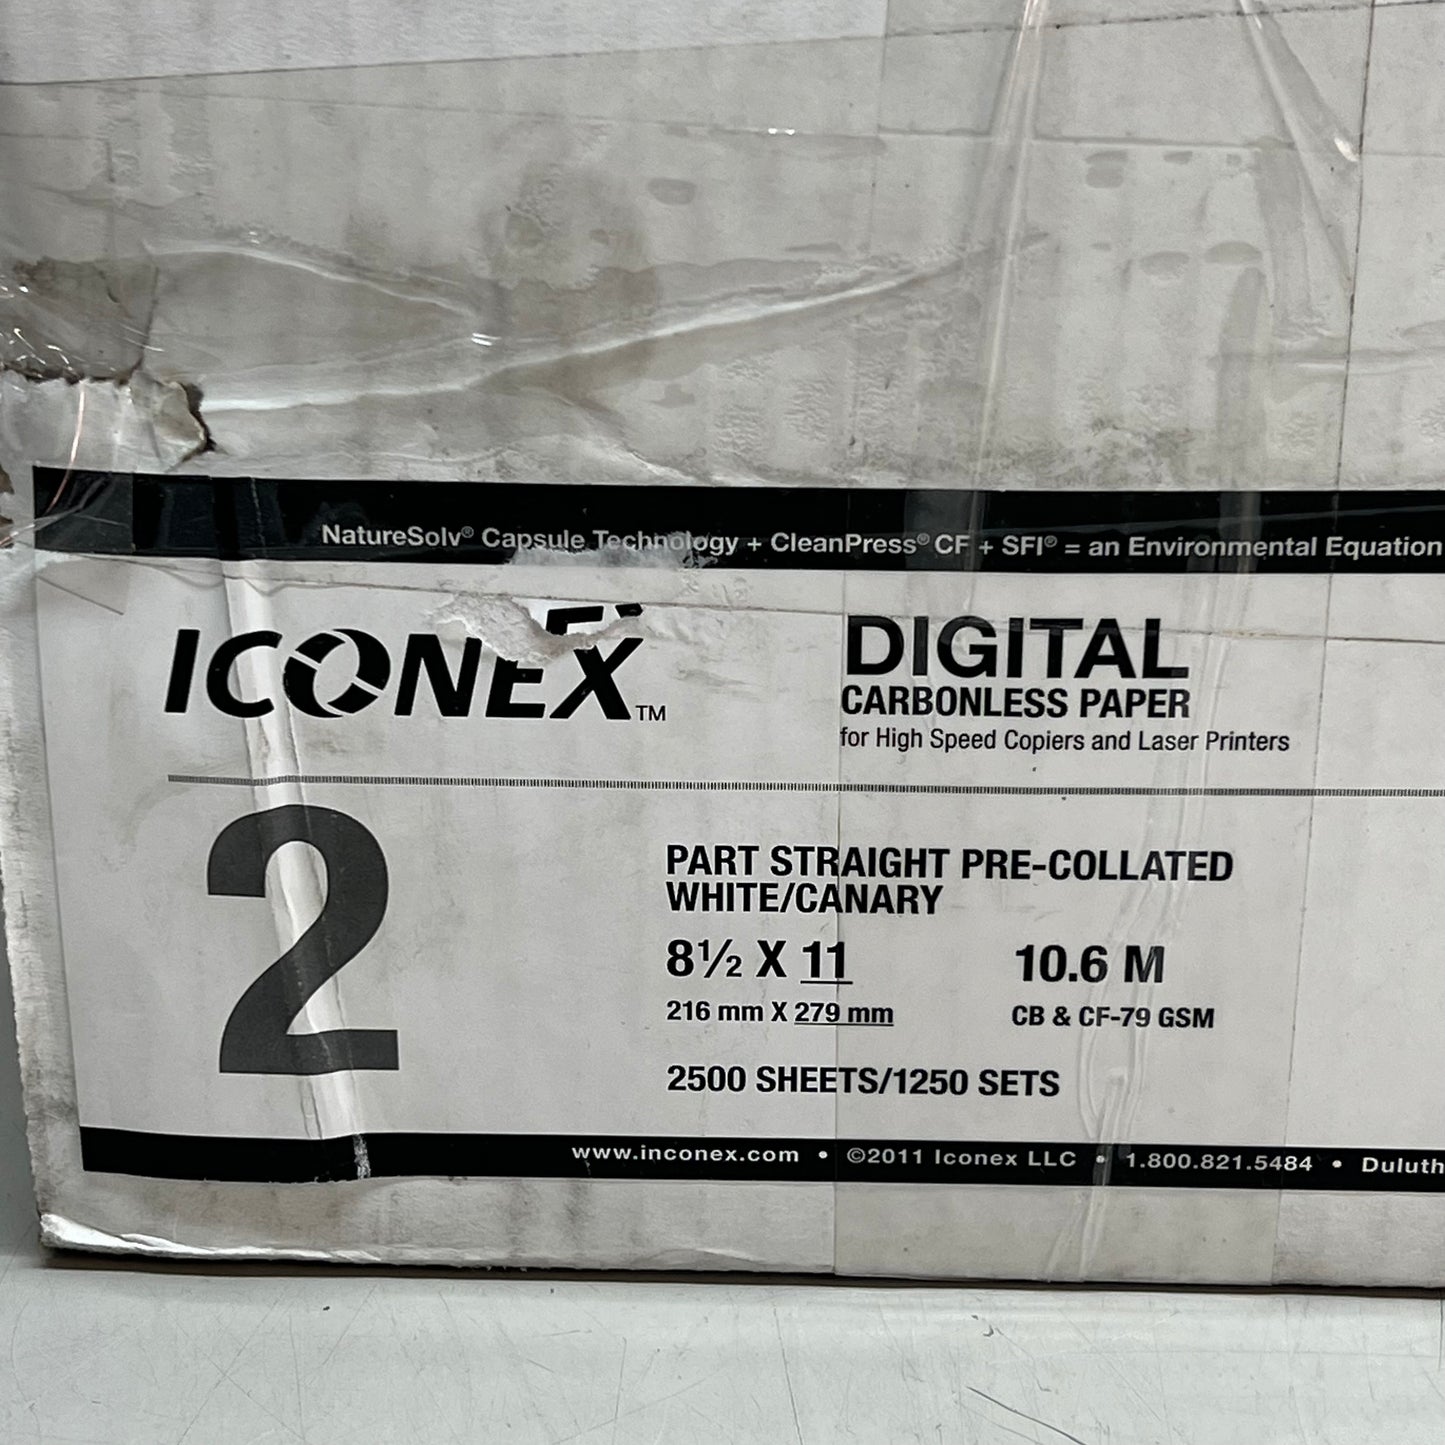 NatureSolv® Capsule Technology + CleanPress® CF + SFI® = an Environmental Equation
ICONEX™
DIGITAL
CARBONLESS PAPER
for High Speed Copiers and Laser Printers
2
PART STRAIGHT PRE-COLLATED
WHITE/CANARY
8½ X 11 10.6 M
216 mm X 279 mm CB & CF-79 GSM
2500 SHEETS/1250 SETS
www.inconex.com • ©2011 Iconex LLC • 1.800.821.5484 • Duluth